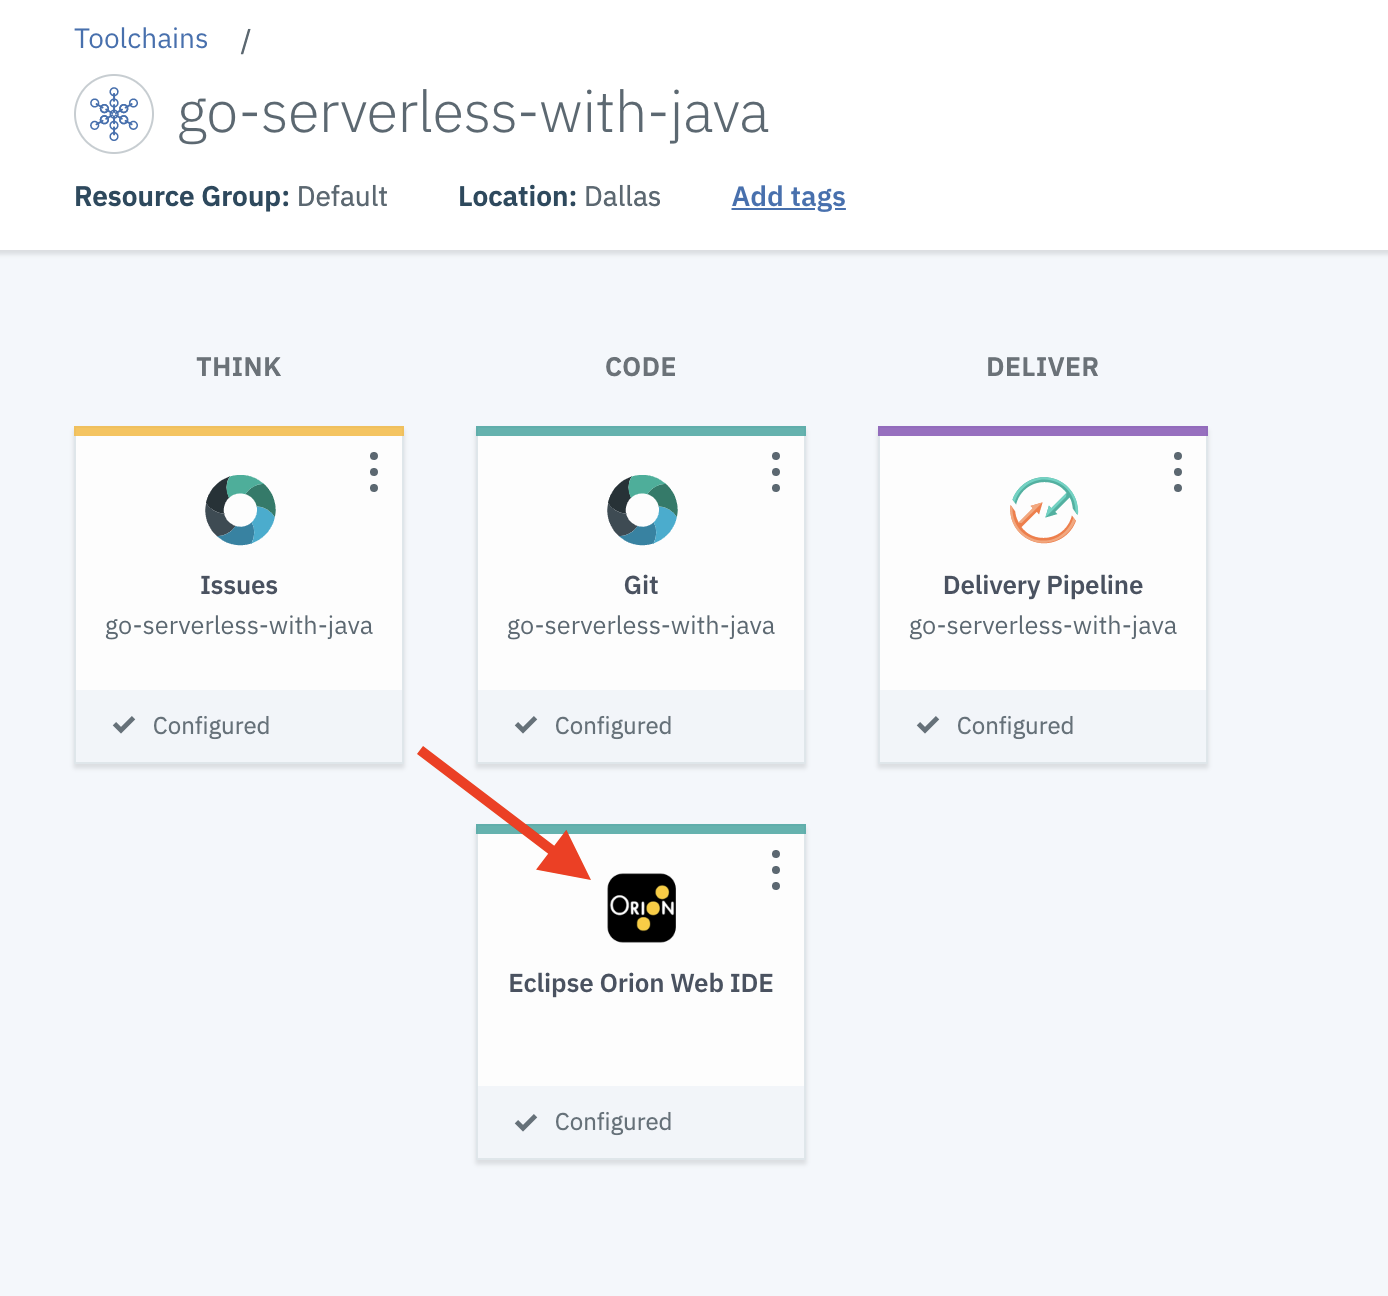 Toolchains /
go-serverless-with-java
Resource Group: Default Location: Dallas Add tags
THINK CODE DELIVER
Issues
go-serverless-with-java
Configured
Git
go-serverless-with-java
Configured
Delivery Pipeline
go-serverless-with-java
Configured
ORION
Eclipse Orion Web IDE
Configured